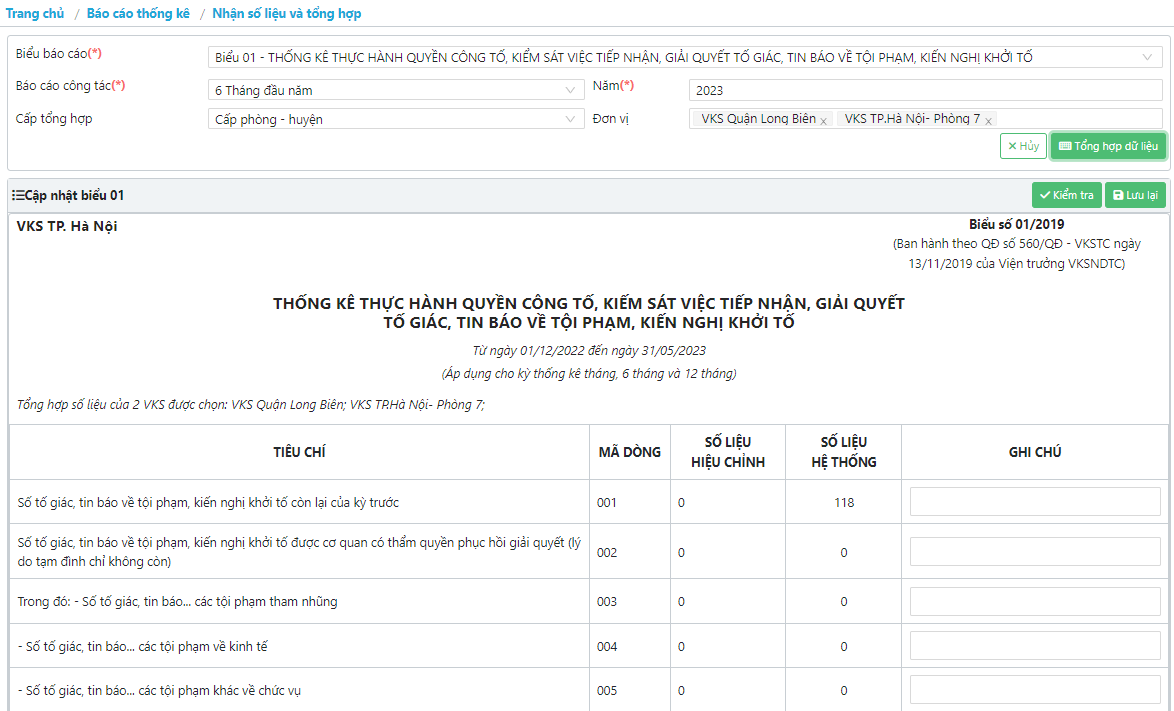 Trang chủ / Báo cáo thống kê / Nhận số liệu và tổng hợp
Biểu báo cáo(*)
Biểu 01 - THỐNG KÊ THỰC HÀNH QUYỀN CÔNG TỐ, KIỂM SÁT VIỆC TIẾP NHẬN, GIẢI QUYẾT TỐ GIÁC, TIN BÁO VỀ TỘI PHẠM, KIẾN NGHỊ KHỞI TỐ
Báo cáo công tác(*)
6 Tháng đầu năm
Năm(*)
2023
Cấp tổng hợp
Cấp phòng - huyện
Đơn vị
VKS Quận Long Biên x
VKS TP.Hà Nội- Phòng 7 x
Hủy
Tổng hợp dữ liệu
Cập nhật biểu 01
Kiểm tra
Lưu lại
VKS TP. Hà Nội
Biểu số 01/2019
(Ban hành theo QĐ số 560/QĐ - VKSTC ngày
13/11/2019 của Viện trưởng VKSNDTC)
THỐNG KÊ THỰC HÀNH QUYỀN CÔNG TỐ, KIỂM SÁT VIỆC TIẾP NHẬN, GIẢI QUYẾT
TỐ GIÁC, TIN BÁO VỀ TỘI PHẠM, KIẾN NGHỊ KHỞI TỐ
Từ ngày 01/12/2022 đến ngày 31/05/2023
(Áp dụng cho kỳ thống kê tháng, 6 tháng và 12 tháng)
Tổng hợp số liệu của 2 VKS được chọn: VKS Quận Long Biên; VKS TP.Hà Nội- Phòng 7;
TIÊU CHÍ
MÃ DÒNG
SỐ LIỆU
HIỆU CHỈNH
SỐ LIỆU
HỆ THỐNG
GHI CHÚ
Số tố giác, tin báo về tội phạm, kiến nghị khởi tố còn lại của kỳ trước
001
0
118
Số tố giác, tin báo về tội phạm, kiến nghị khởi tố được cơ quan có thẩm quyền phục hồi giải quyết (lý
do tạm đình chỉ không còn)
002
0
0
Trong đó: - Số tố giác, tin báo... các tội phạm tham nhũng
003
0
0
- Số tố giác, tin báo... các tội phạm về kinh tế
004
0
0
- Số tố giác, tin báo... các tội phạm khác về chức vụ
005
0
0